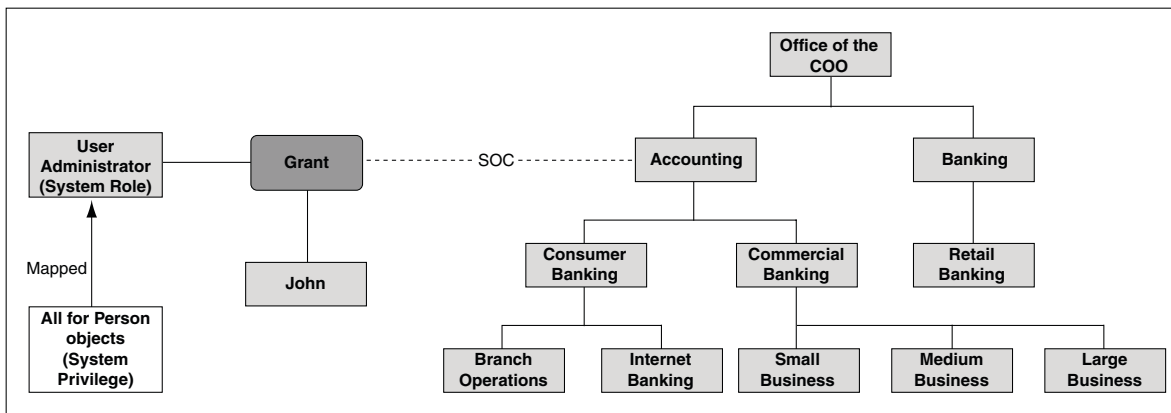 Office of the
COO
User
Administrator
(System Role)
Grant
SOC
Accounting
Banking
Mapped
John
Consumer
Banking
Commercial
Banking
Retail
Banking
All for Person
objects
(System
Privilege)
Branch
Operations
Internet
Banking
Small
Business
Medium
Business
Large
Business